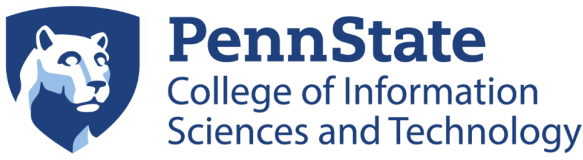 PennState
College of Information
Sciences and Technology